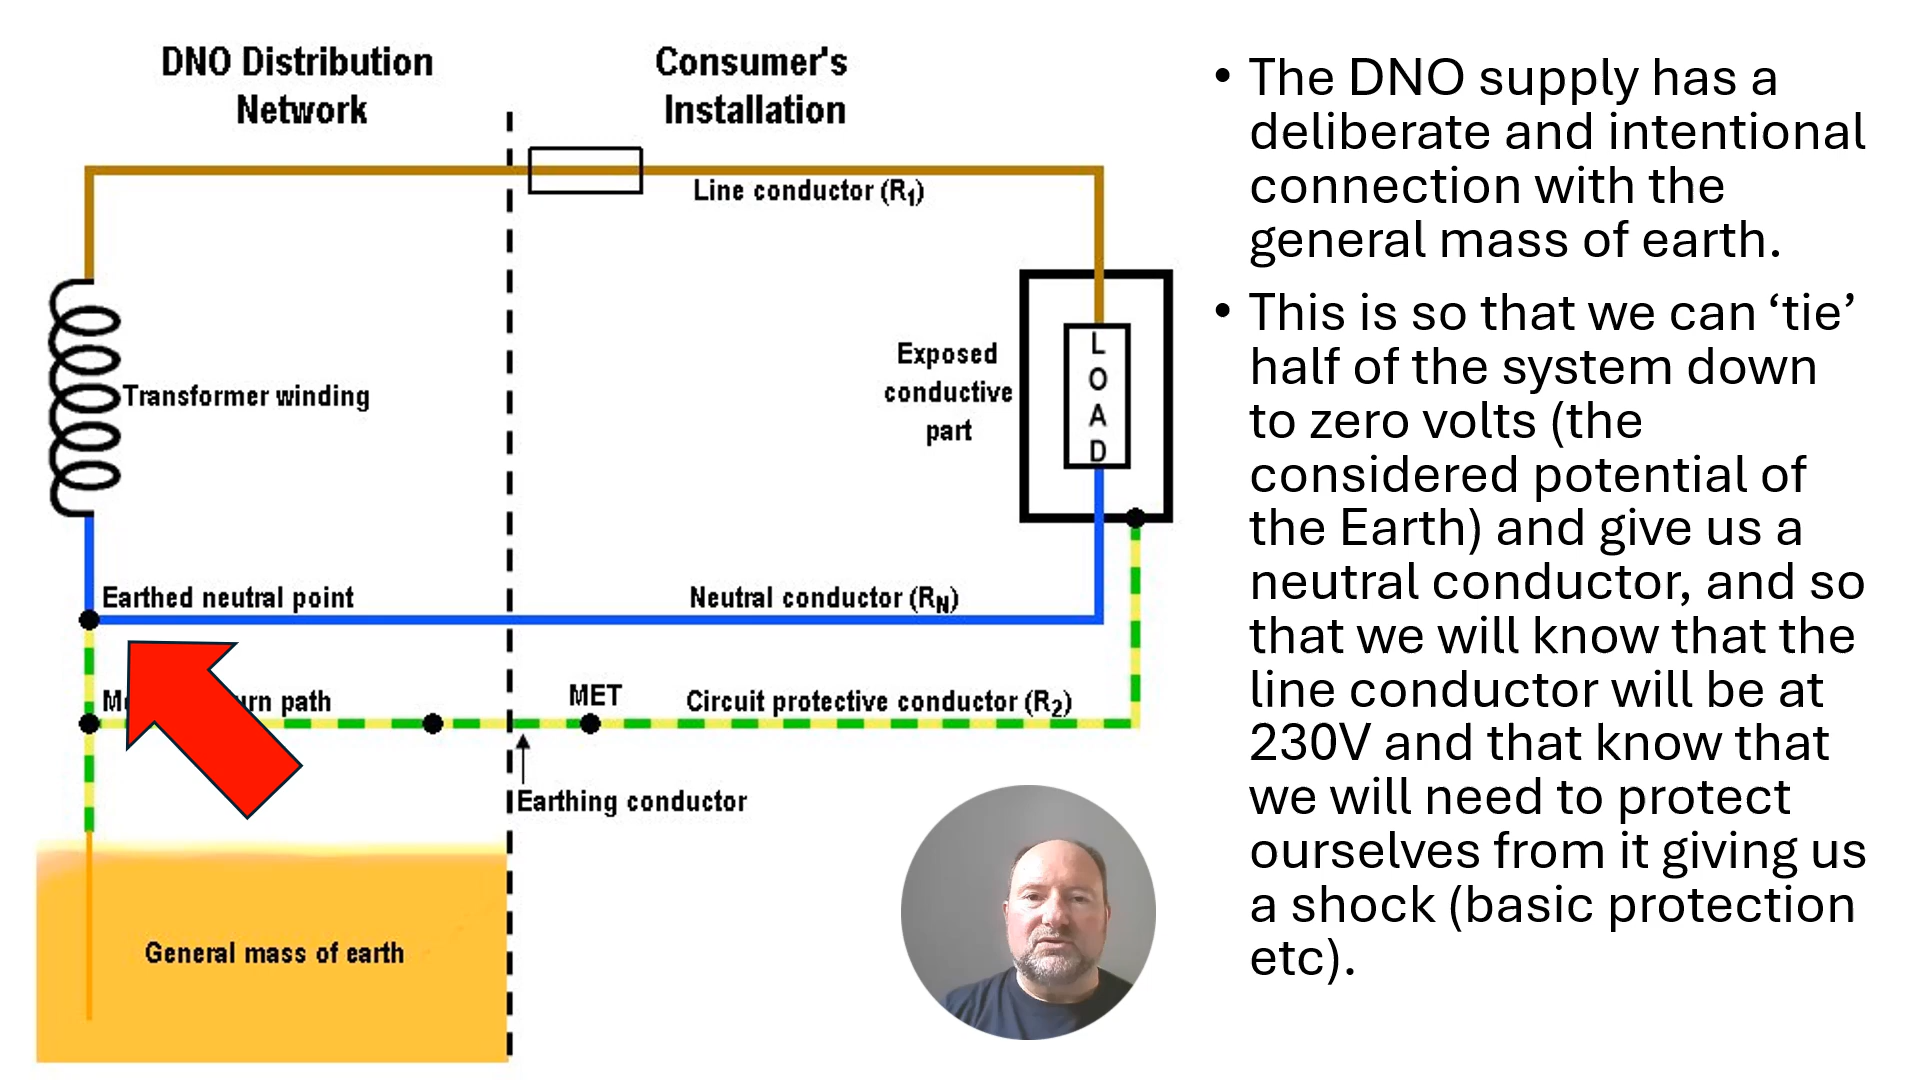 DNO Distribution
Network
Consumer's
Installation
Line conductor (R1)
Transformer winding
Exposed
conductive
part
L
O
A
D
Earthed neutral point
Neutral conductor (RN)
urn path
MET
Circuit protective conductor (R2)
Earthing conductor
General mass of earth
• The DNO supply has a
deliberate and intentional
connection with the
general mass of earth.
• This is so that we can ‘tie’
half of the system down
to zero volts (the
considered potential of
the Earth) and give us a
neutral conductor, and so
that we will know that the
line conductor will be at
230V and that know that
we will need to protect
ourselves from it giving us
a shock (basic protection
etc).